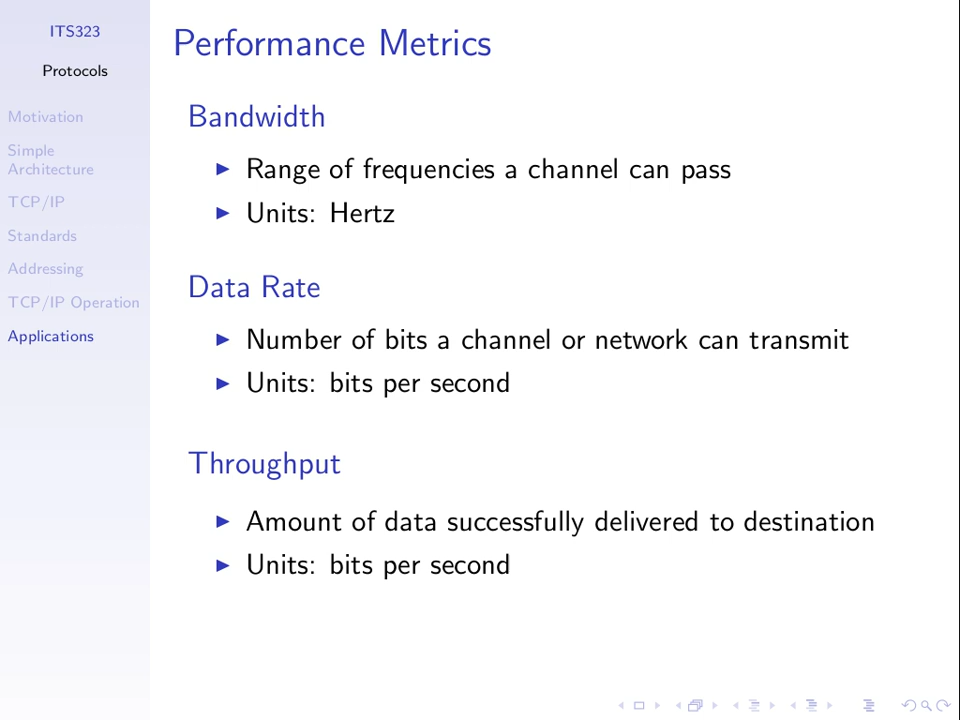 ITS323
Protocols
Motivation
Simple
Architecture
TCP/IP
Standards
Addressing
TCP/IP Operation
Applications
Performance Metrics
Bandwidth
Range of frequencies a channel can pass
Units: Hertz
Data Rate
Number of bits a channel or network can transmit
Units: bits per second
Throughput
Amount of data successfully delivered to destination
Units: bits per second